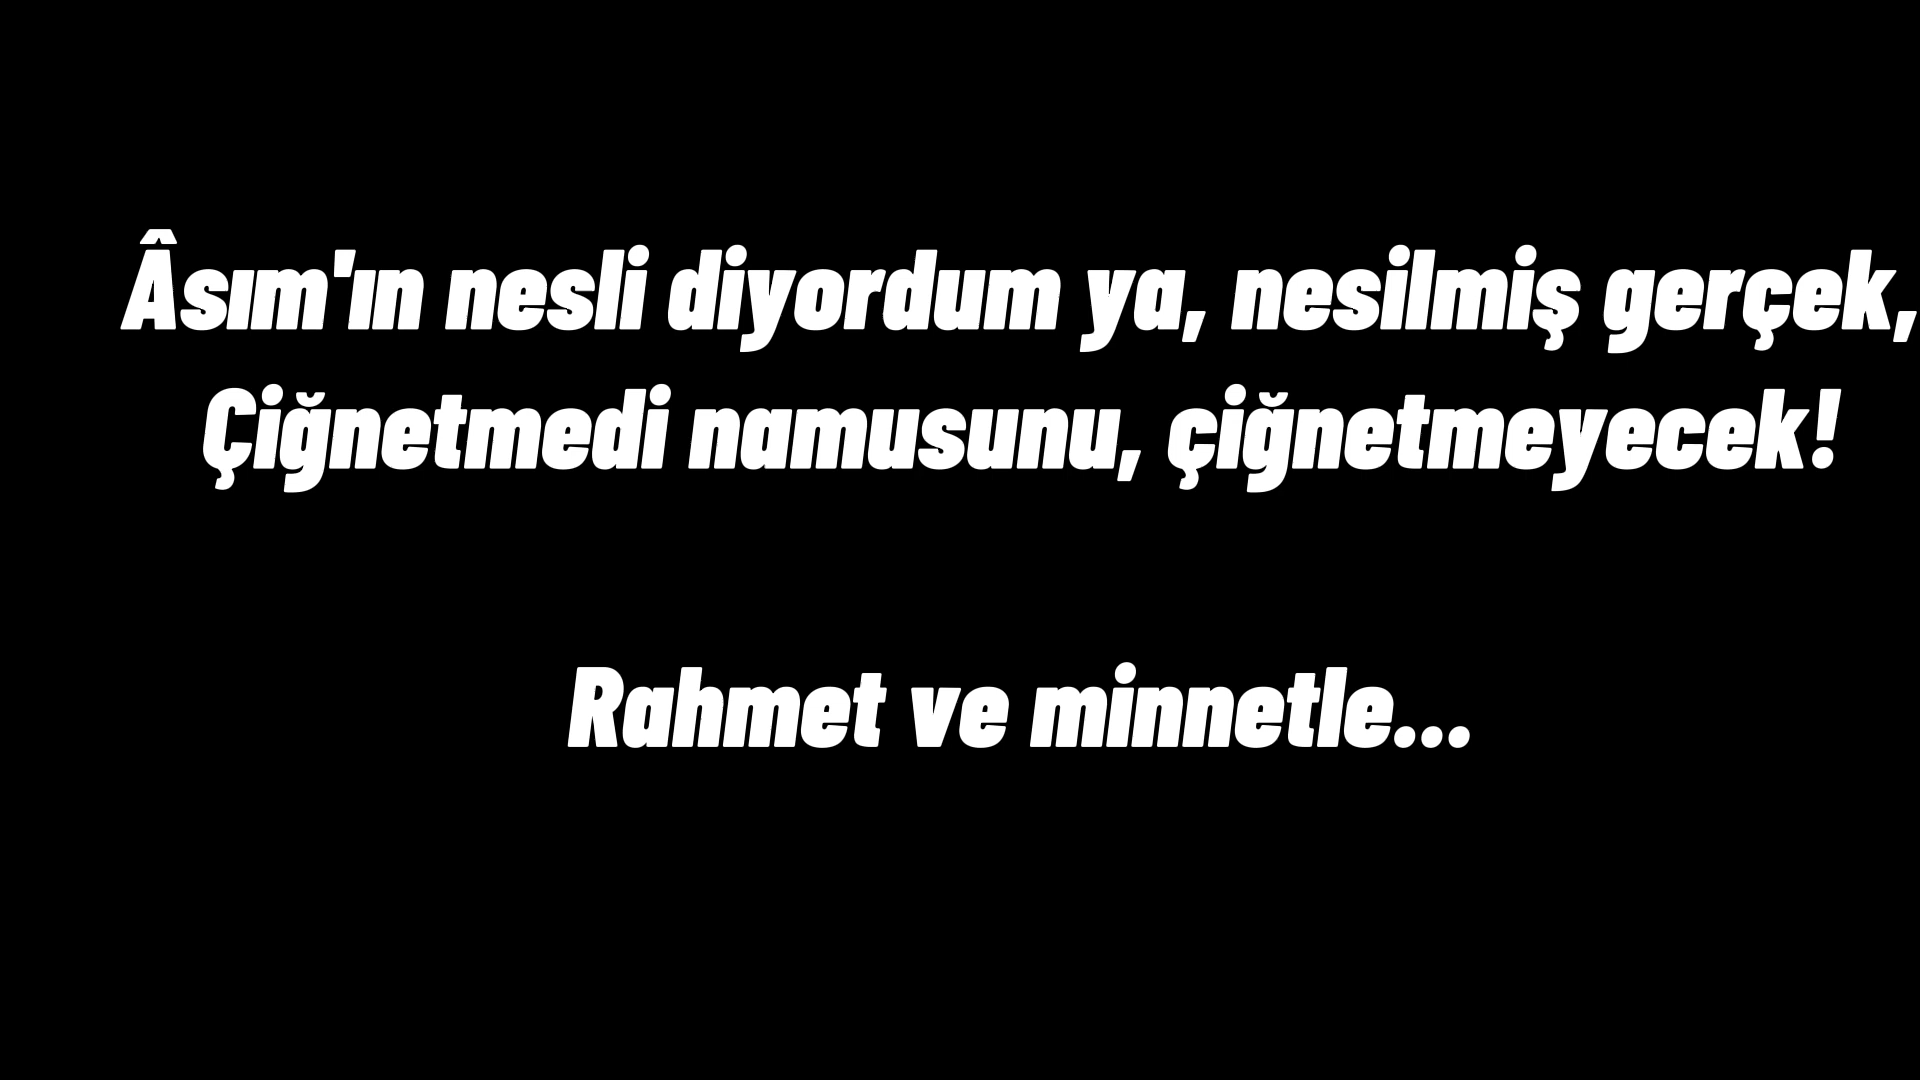 Âsım'ın nesli diyordum ya, nesilmiş gerçek,
Çiğnetmedi namusunu, çiğnetmeyecek!
Rahmet ve minnetle...